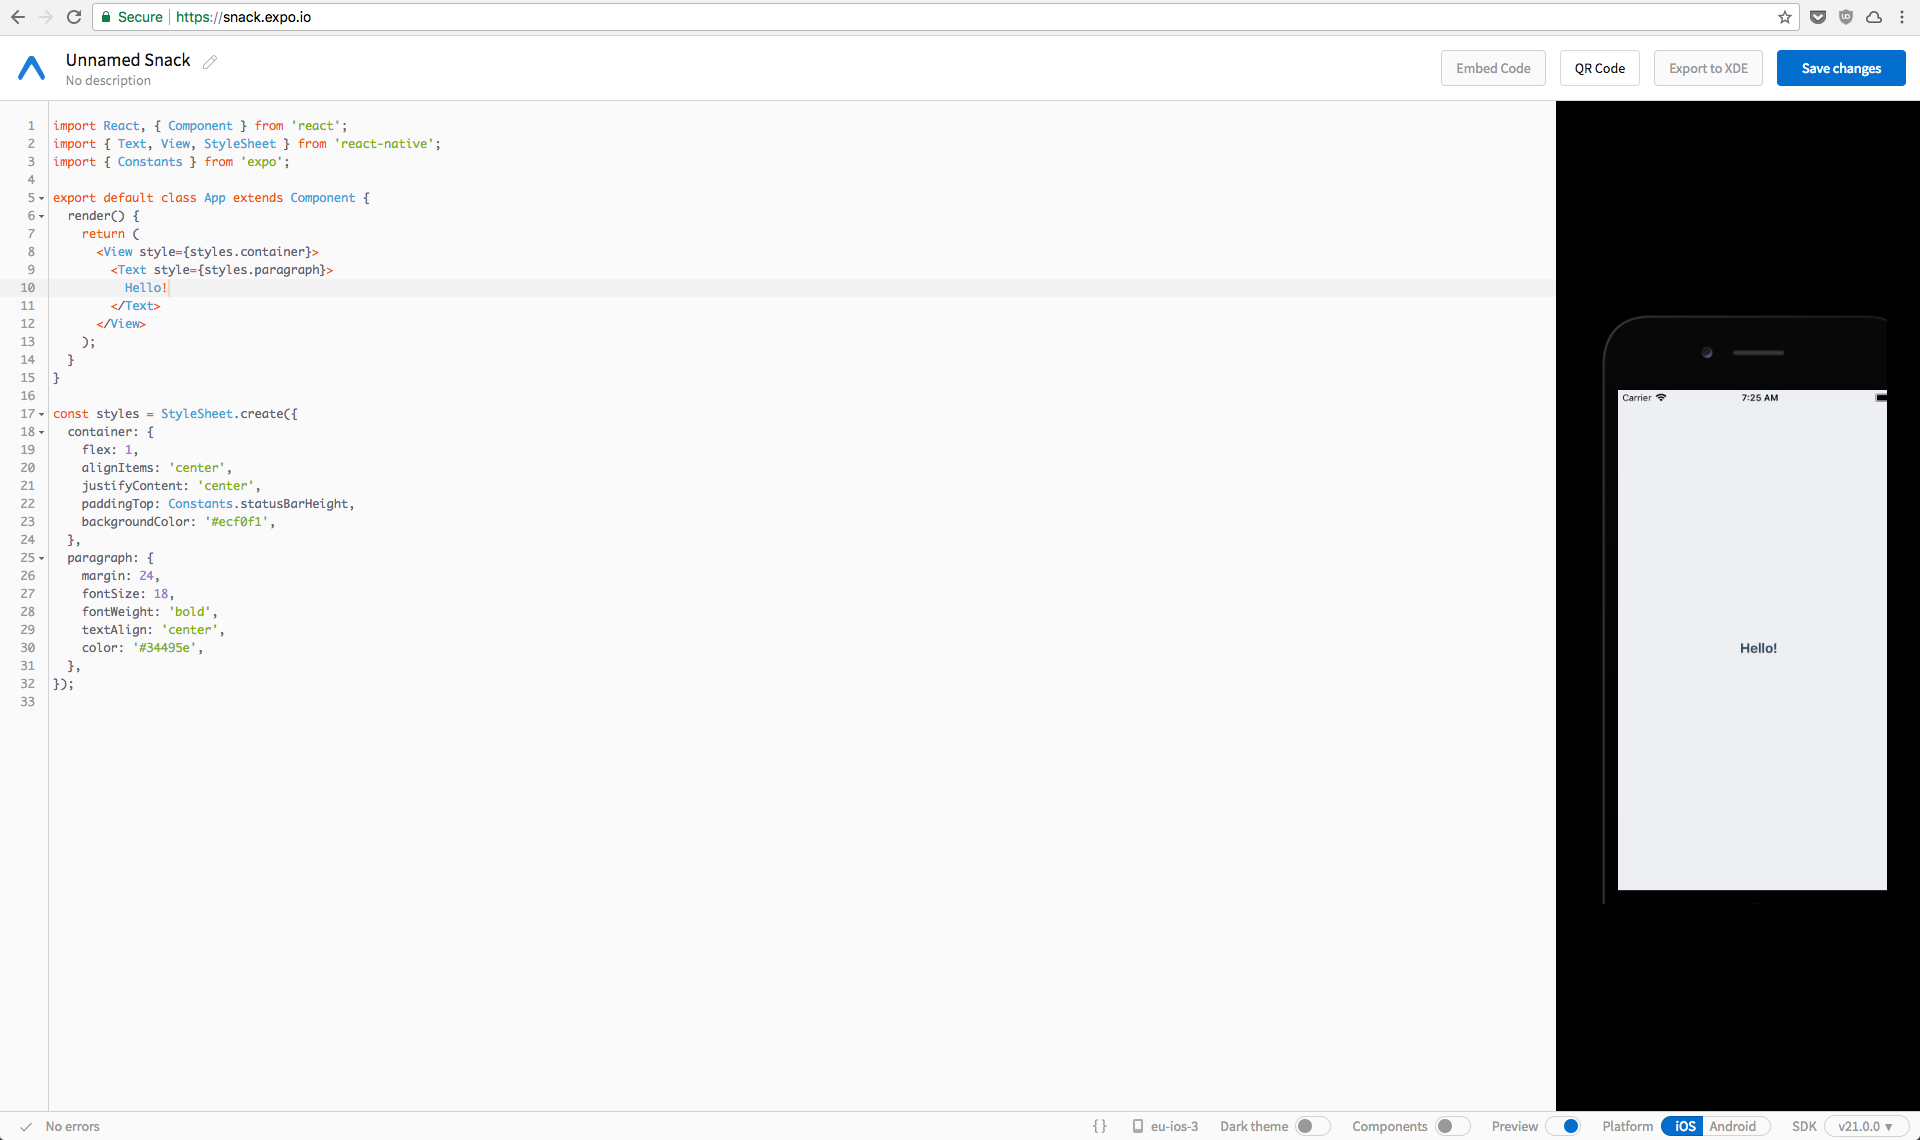 Secure https://snack.expo.io
Unnamed Snack
No description
Embed Code
QR Code
Export to XDE
Save changes
1 import React, { Component } from 'react';
2 import { Text, View, StyleSheet } from 'react-native';
3 import { Constants } from 'expo';
4
5 export default class App extends Component {
6   render() {
7     return (
8       <View style={styles.container}>
9         <Text style={styles.paragraph}>
10           Hello!
11         </Text>
12       </View>
13     );
14   }
15 }
16
17 const styles = StyleSheet.create({
18   container: {
19     flex: 1,
20     alignItems: 'center',
21     justifyContent: 'center',
22     paddingTop: Constants.statusBarHeight,
23     backgroundColor: '#ecf0f1',
24   },
25   paragraph: {
26     margin: 24,
27     fontSize: 18,
28     fontWeight: 'bold',
29     textAlign: 'center',
30     color: '#34495e',
31   },
32 });
33
Carrier 7:25 AM
Hello!
No errors
{} eu-ios-3 Dark theme Components Preview Platform iOS Android SDK v21.0.0 ▾